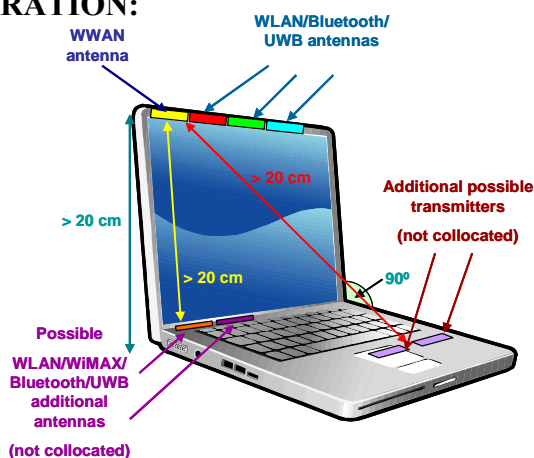 RATION:
WWAN
antenna
WLAN/Bluetooth/
UWB antennas
> 20 cm
Additional possible
transmitters
(not collocated)
> 20 cm
> 20 cm
90º
Possible
WLAN/WiMAX/
Bluetooth/UWB
additional
antennas
(not collocated)